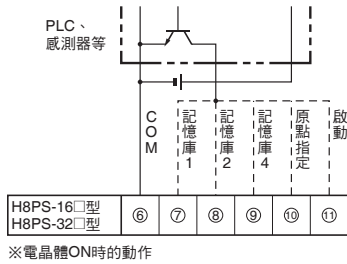 PLC、
感測器等
COM
記憶庫1
記憶庫2
記憶庫4
原點指定
啟動
H8PS-16□型
H8PS-32□型
⑥ ⑦ ⑧ ⑨ ⑩ ⑪
※電晶體ON時的動作